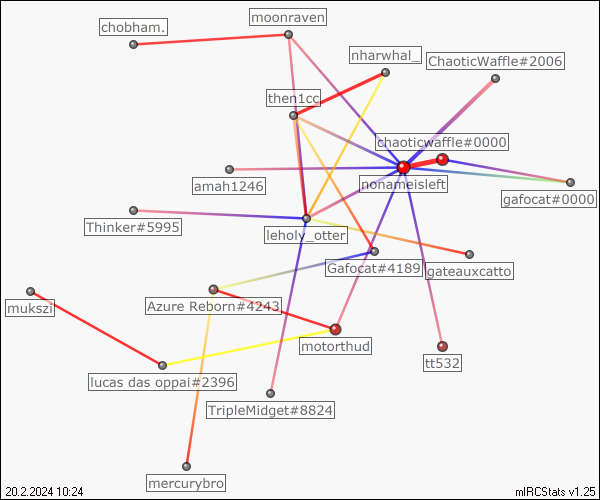 moonraven
chobham.
nharwhal_
ChaoticWaffle#2006
then1cc
chaoticwaffle#0000
amah1246
nonameisleft
gafocat#0000
Thinker#5995
leholy_otter
Gafocat#4189
gateauxcatto
mukszi
Azure Reborn#4243
motorthud
tt532
lucas das oppai#2396
TripleMidget#8824
mercurybro
20.2.2024 10:24
mIRCStats v1.25